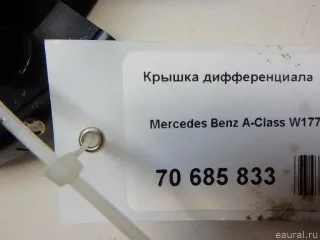 Крышка дифференциала
Mercedes Benz A-Class W177
70 685 833
eaural.ru